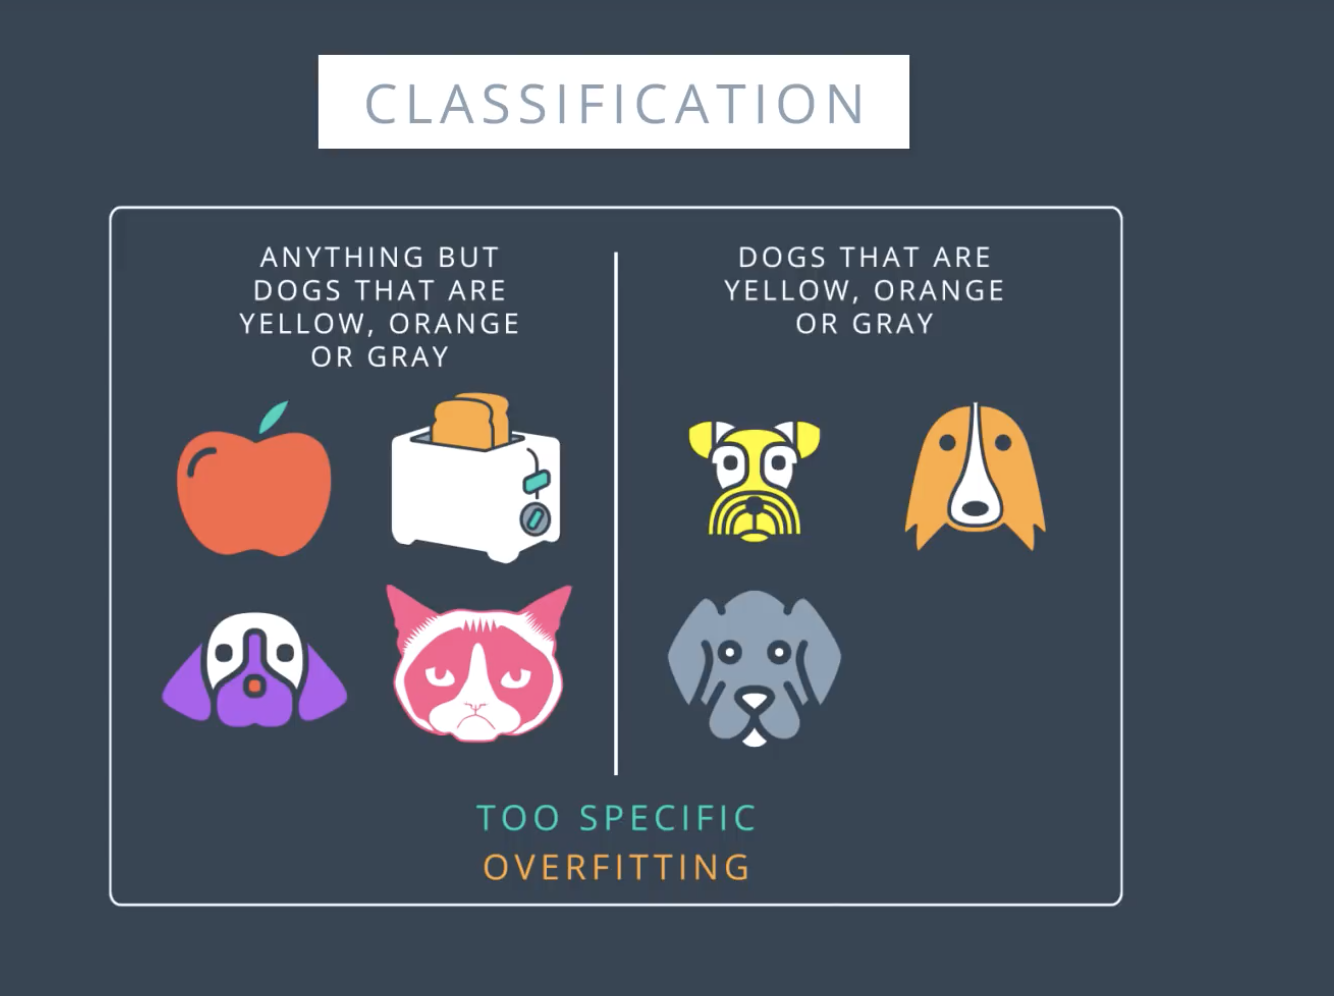 CLASSIFICATION
ANYTHING BUT
DOGS THAT ARE
YELLOW, ORANGE
OR GRAY
DOGS THAT ARE
YELLOW, ORANGE
OR GRAY
TOO SPECIFIC
OVERFITTING